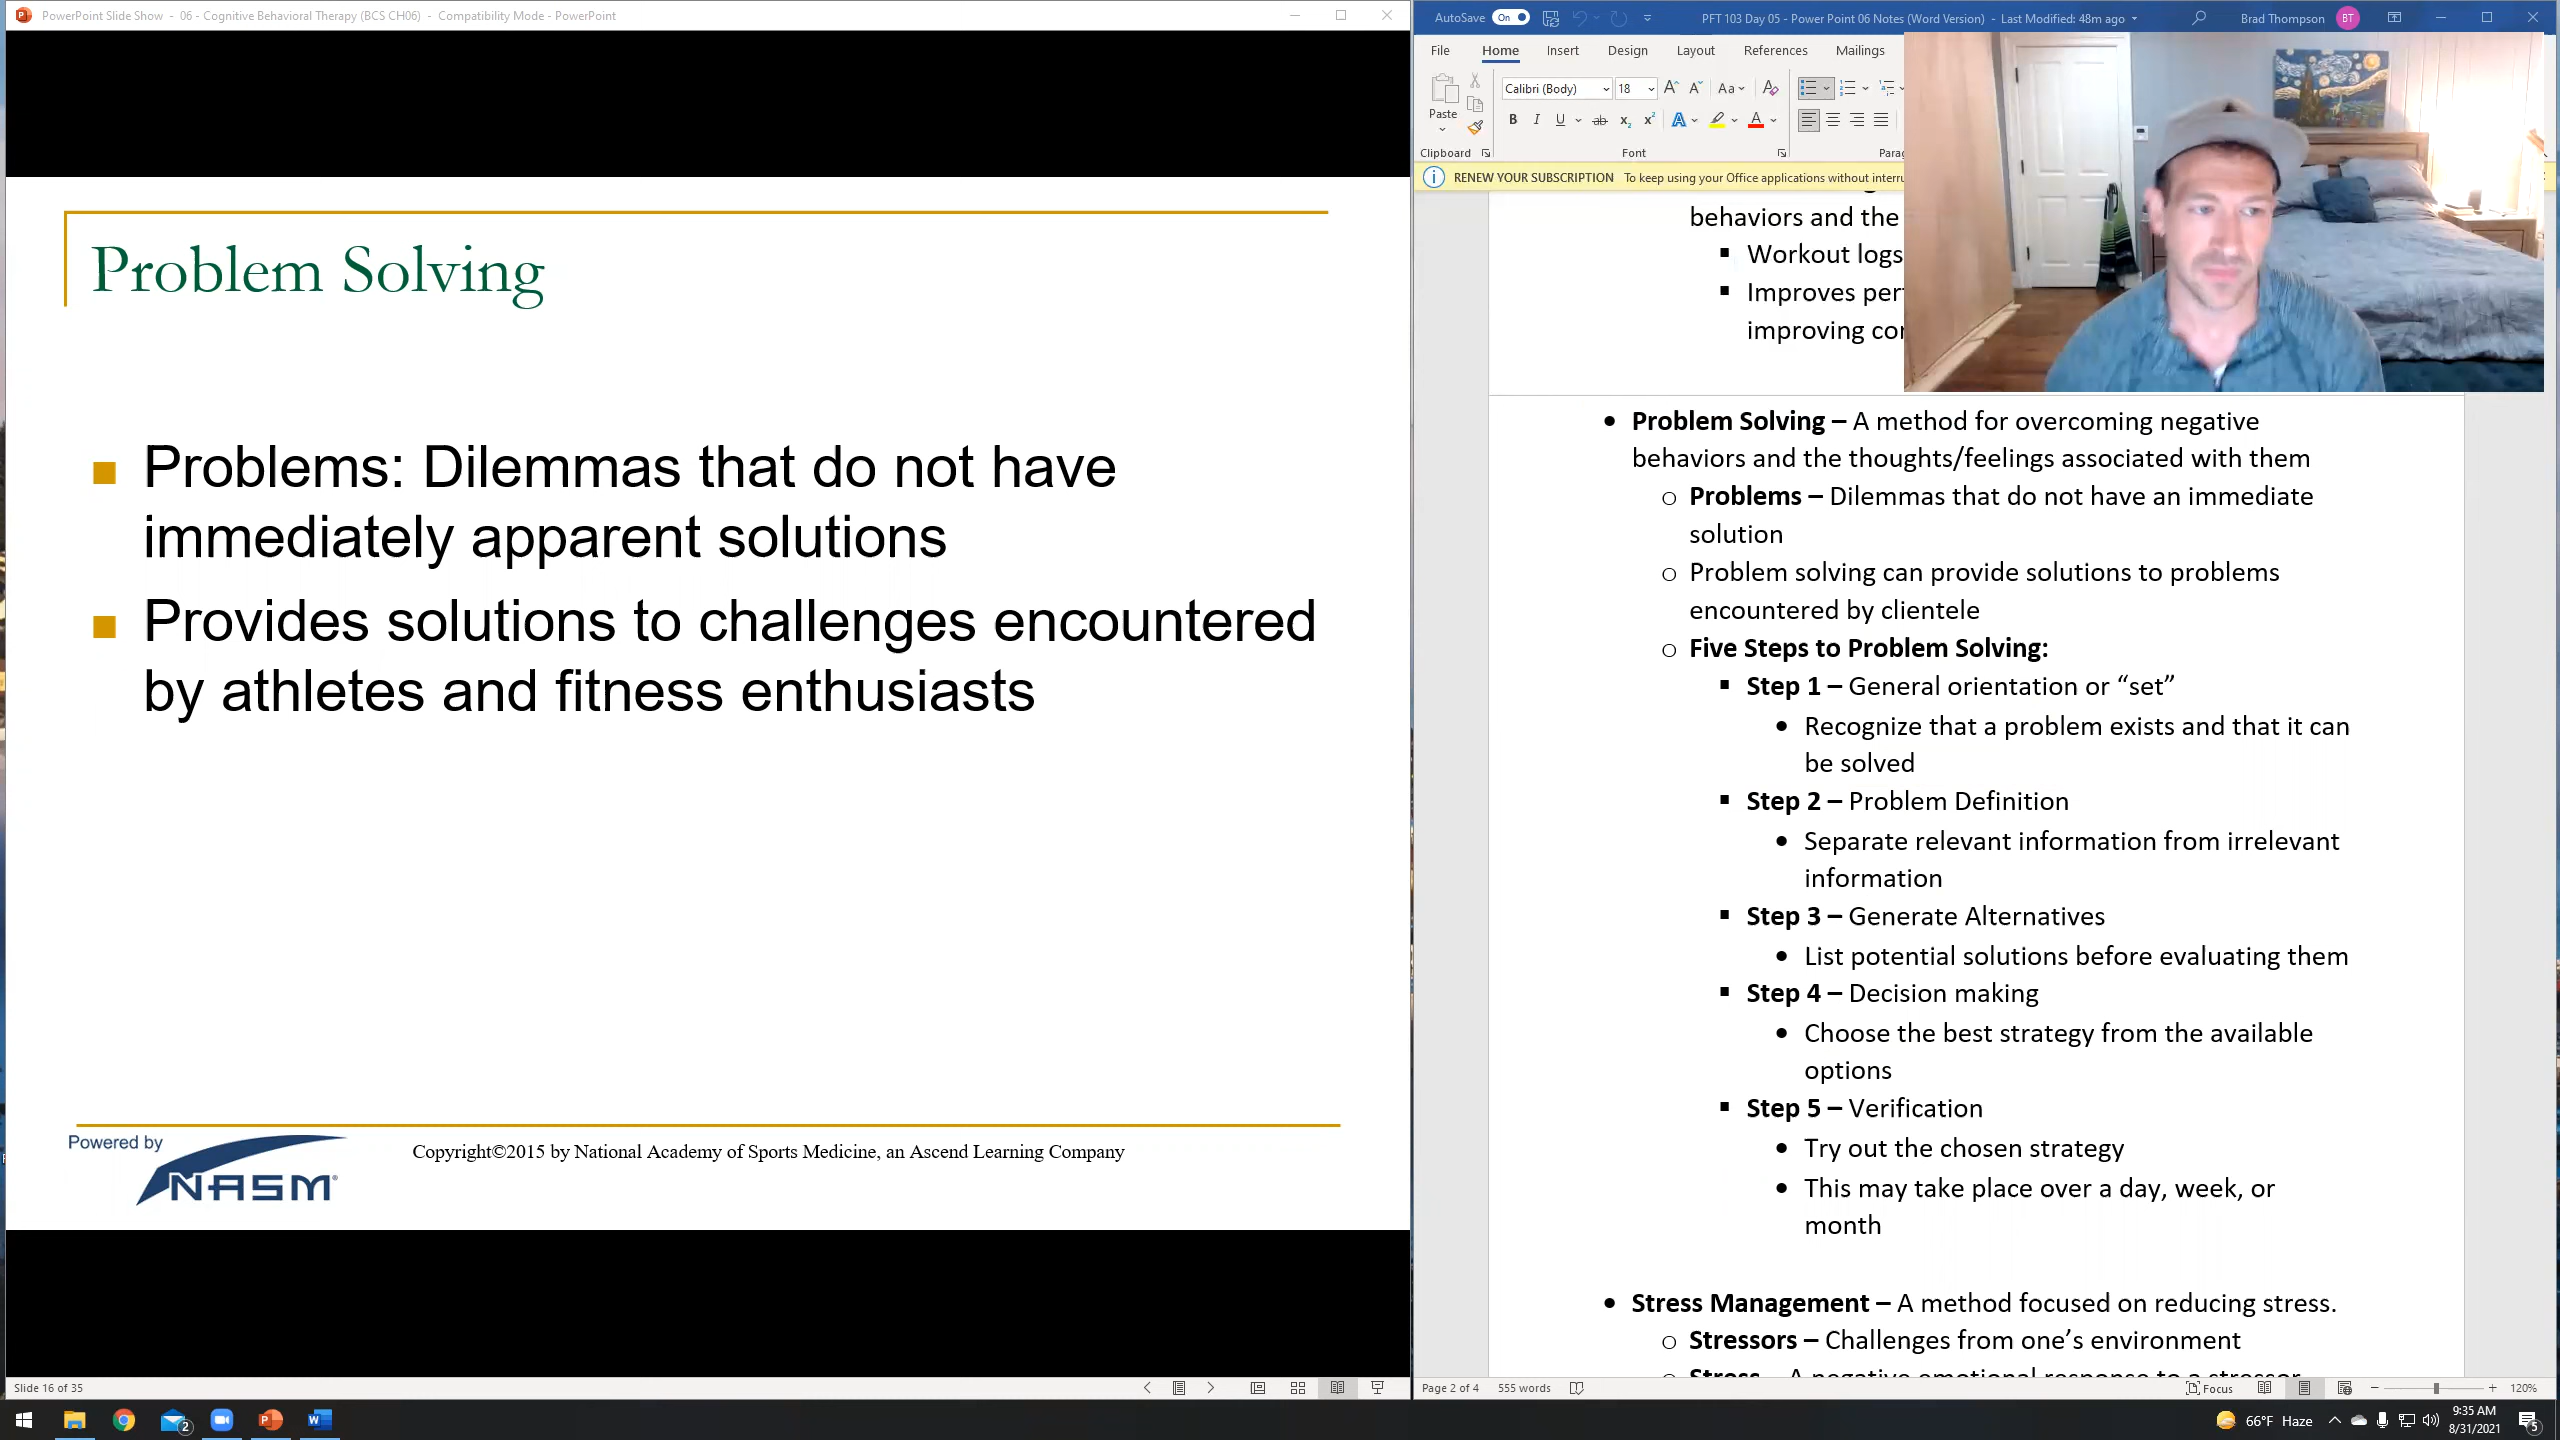 PowerPoint Slide Show - 06 - Cognitive Behavioral Therapy (BCS CH06) - Compatibility Mode - PowerPoint
Problem Solving
Problems: Dilemmas that do not have
immediately apparent solutions
Provides solutions to challenges encountered
by athletes and fitness enthusiasts
Powered by
NASM
Copyright©2015 by National Academy of Sports Medicine, an Ascend Learning Company
Slide 16 of 35
AutoSave On
PFT 103 Day 05 - Power Point 06 Notes (Word Version) - Last Modified: 48m ago
Brad Thompson BT
File Home Insert Design Layout References Mailings
Paste
Calibri (Body) 18
Clipboard Font Parag
RENEW YOUR SUBSCRIPTION To keep using your Office applications without interru
behaviors and the
Workout logs
Improves per
improving co
Problem Solving – A method for overcoming negative
behaviors and the thoughts/feelings associated with them
Problems – Dilemmas that do not have an immediate
solution
Problem solving can provide solutions to problems
encountered by clientele
Five Steps to Problem Solving:
Step 1 – General orientation or “set”
Recognize that a problem exists and that it can
be solved
Step 2 – Problem Definition
Separate relevant information from irrelevant
information
Step 3 – Generate Alternatives
List potential solutions before evaluating them
Step 4 – Decision making
Choose the best strategy from the available
options
Step 5 – Verification
Try out the chosen strategy
This may take place over a day, week, or
month
Stress Management – A method focused on reducing stress.
Stressors – Challenges from one’s environment
Stress – A negative emotional response to a stressor
Page 2 of 4 555 words
Focus
120%
2
66°F Haze
9:35 AM
8/31/2021
5